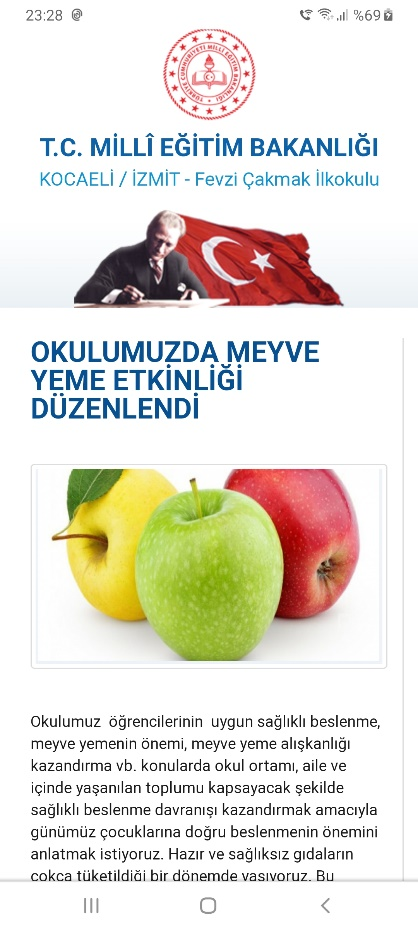 23:28 %69
TÜRKİYE CUMHURİYETİ MİLLÎ EĞİTİM BAKANLIĞI
T.C. MİLLÎ EĞİTİM BAKANLIĞI
KOCAELİ / İZMİT - Fevzi Çakmak İlkokulu
OKULUMUZDA MEYVE
YEME ETKİNLİĞİ
DÜZENLENDİ
Okulumuz öğrencilerinin uygun sağlıklı beslenme,
meyve yemenin önemi, meyve yeme alışkanlığı
kazandırma vb. konularda okul ortamı, aile ve
içinde yaşanılan toplumu kapsayacak şekilde
sağlıklı beslenme davranışı kazandırmak amacıyla
günümüz çocuklarına doğru beslenmenin önemini
anlatmak istiyoruz. Hazır ve sağlıksız gıdaların
çokça tüketildiği bir dönemde yaşıyoruz. Bu